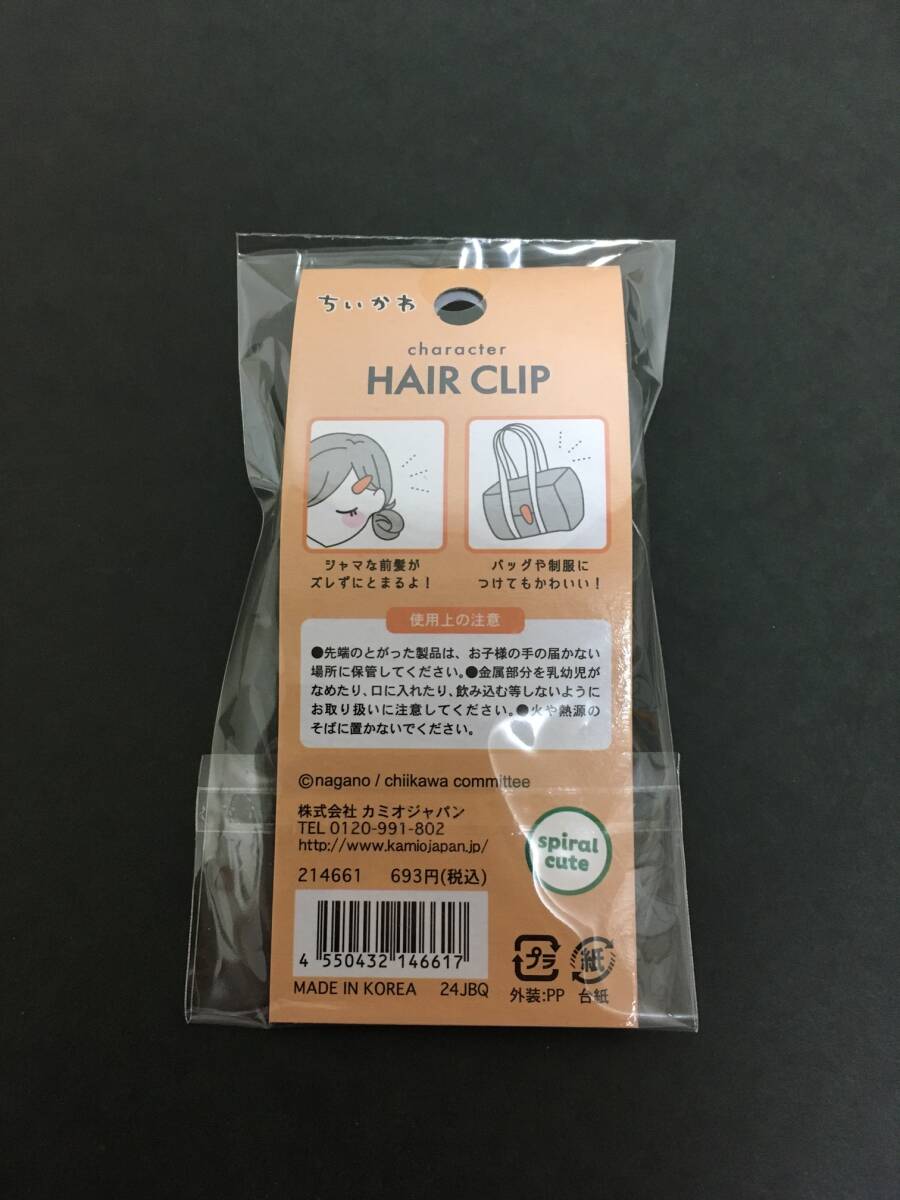 ちいかわ
character
HAIR CLIP
ジャマな前髪が
ズレずにとまるよ！
バッグや制服に
つけてもかわいい！
使用上の注意
●先端のとがった製品は、お子様の手の届かない
場所に保管してください。●金属部分を乳幼児が
なめたり、口に入れたり、飲み込む等しないように
お取り扱いに注意してください。●火や熱源の
そばに置かないでください。
©nagano / chiikawa committee
株式会社 カミオジャパン
TEL 0120-991-802
http://www.kamiojapan.jp/
spiral
cute
214661 693円(税込)
4 550432 146617
MADE IN KOREA 24JBQ
プラ
外装:PP
紙
台紙